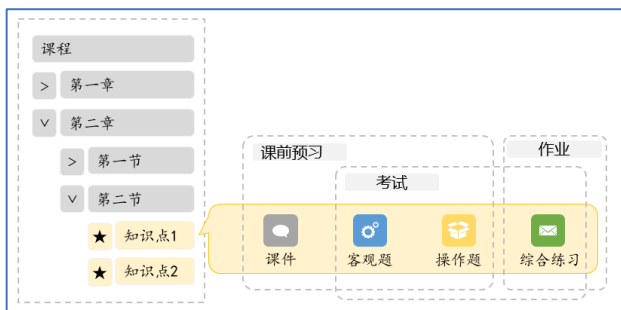 课程
> 第一章
∨ 第二章
> 第一节
∨ 第二节
★ 知识点1
★ 知识点2
课前预习
作业
考试
课件
客观题
操作题
综合练习